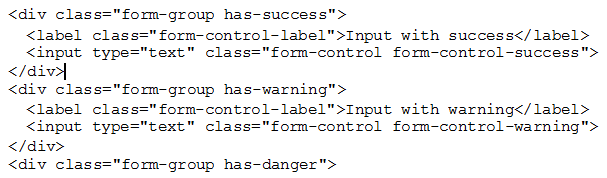 <div class="form-group has-success">
  <label class="form-control-label">Input with success</label>
  <input type="text" class="form-control form-control-success">
</div>
<div class="form-group has-warning">
  <label class="form-control-label">Input with warning</label>
  <input type="text" class="form-control form-control-warning">
</div>
<div class="form-group has-danger">